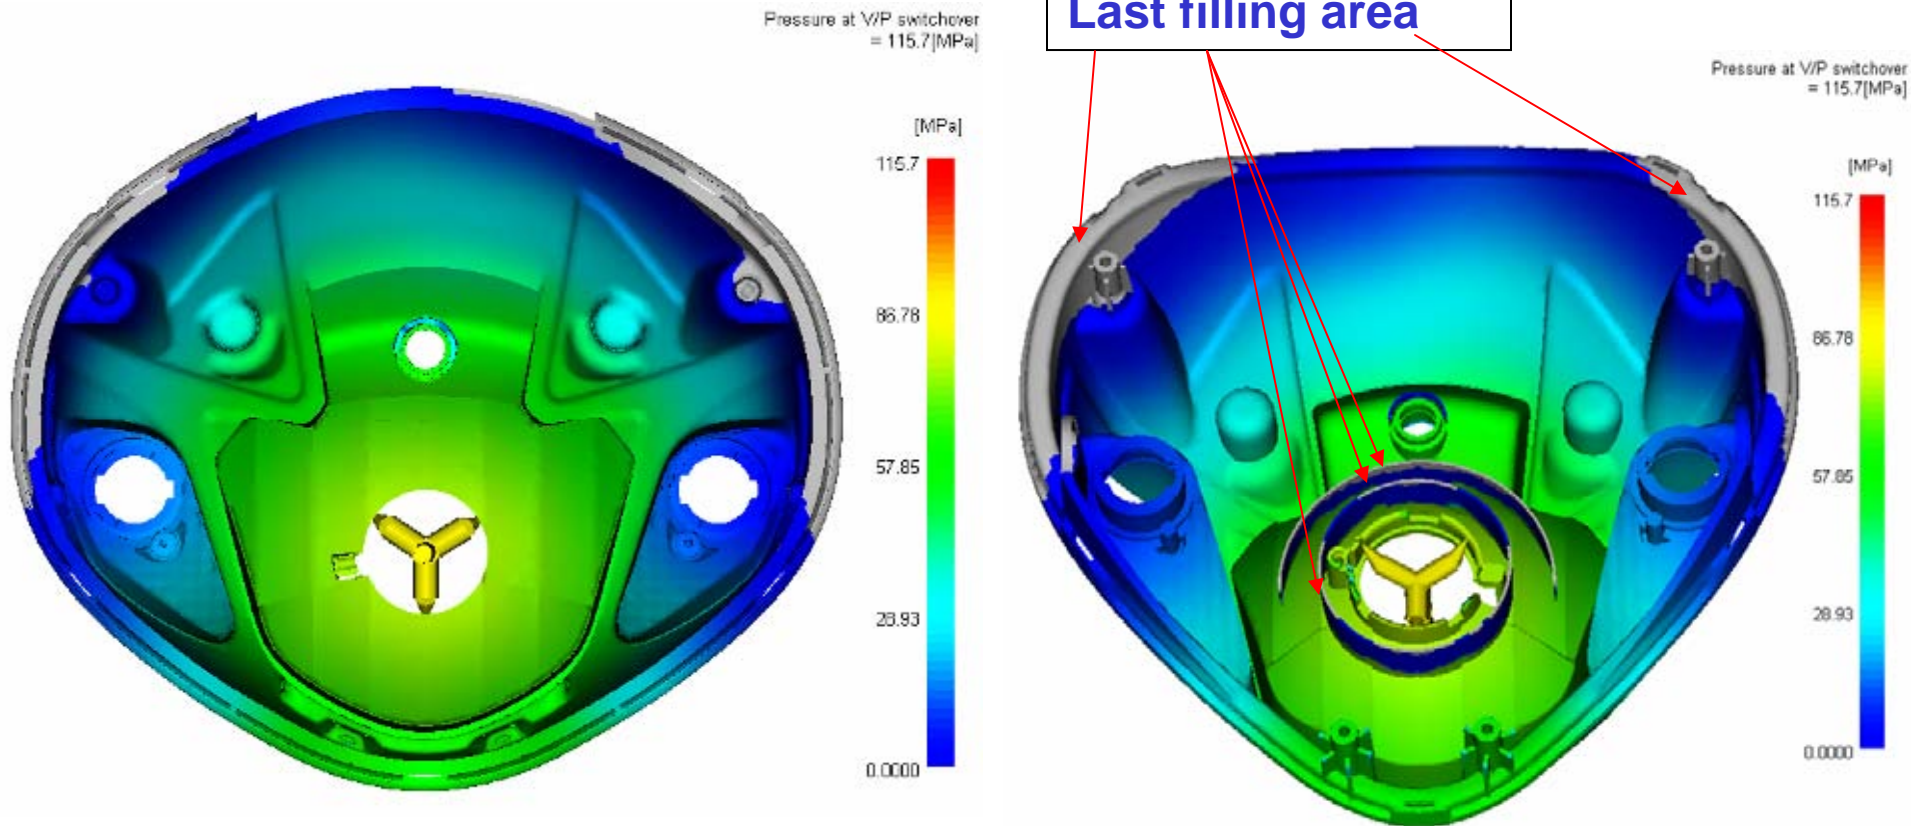 Pressure at V/P switchover
= 115.7[MPa]
[MPa]
115.7
86.78
57.85
28.93
0.0000
Last filling area
Pressure at V/P switchover
= 115.7[MPa]
[MPa]
115.7
86.78
57.85
28.93
0.0000